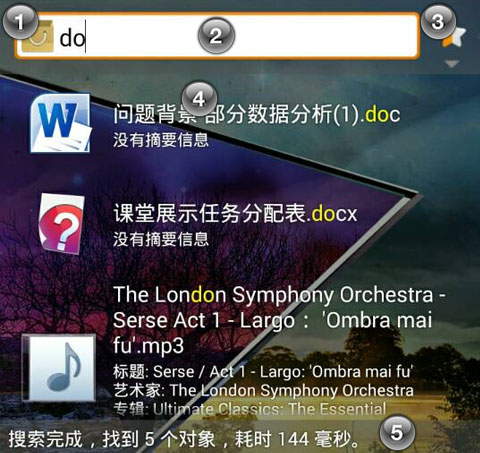 1 do 2 3
4
问题背景 部分数据分析(1).doc
没有摘要信息
课堂展示任务分配表.docx
没有摘要信息
The London Symphony Orchestra -
Serse Act 1 - Largo : 'Ombra mai
fu'.mp3
标题: Serse / Act 1 - Largo: 'Ombra mai fu'
艺术家: The London Symphony Orchestra
专辑: Ultimate Classics: The Essential
搜索完成，找到 5 个对象，耗时 144 毫秒。 5